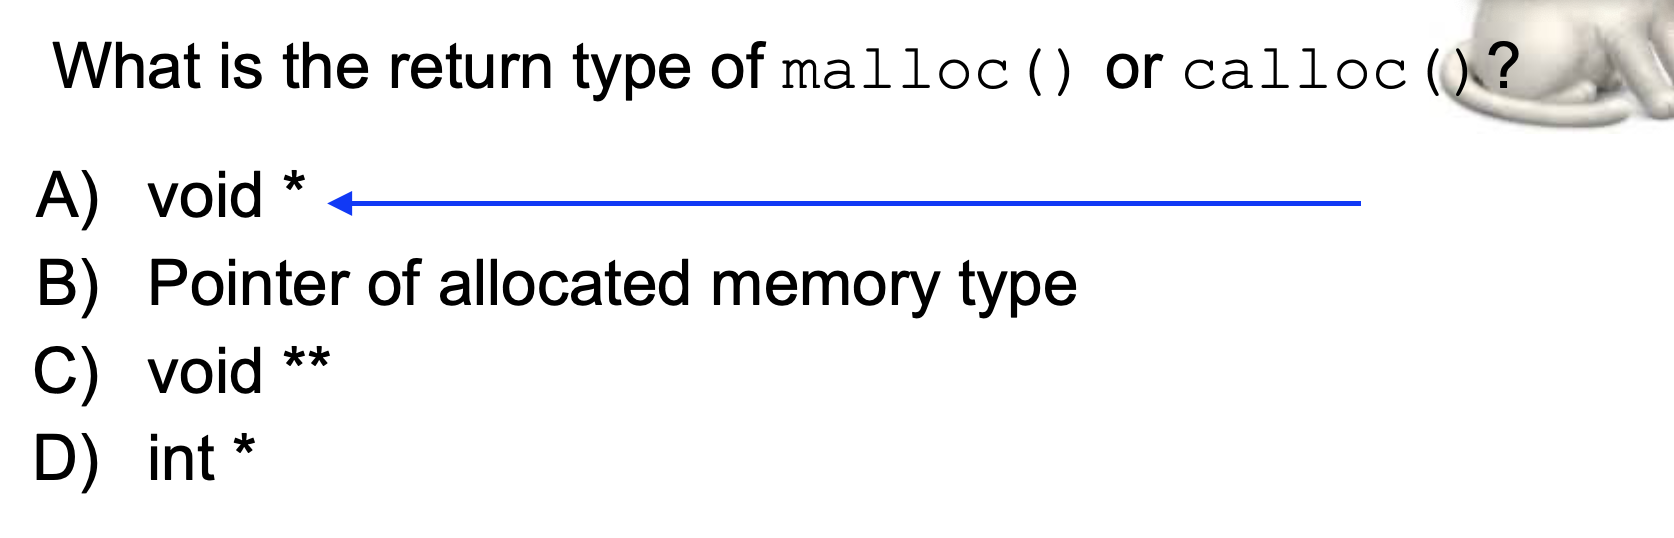 What is the return type of malloc() or calloc()?
A) void *
B) Pointer of allocated memory type
C) void **
D) int *